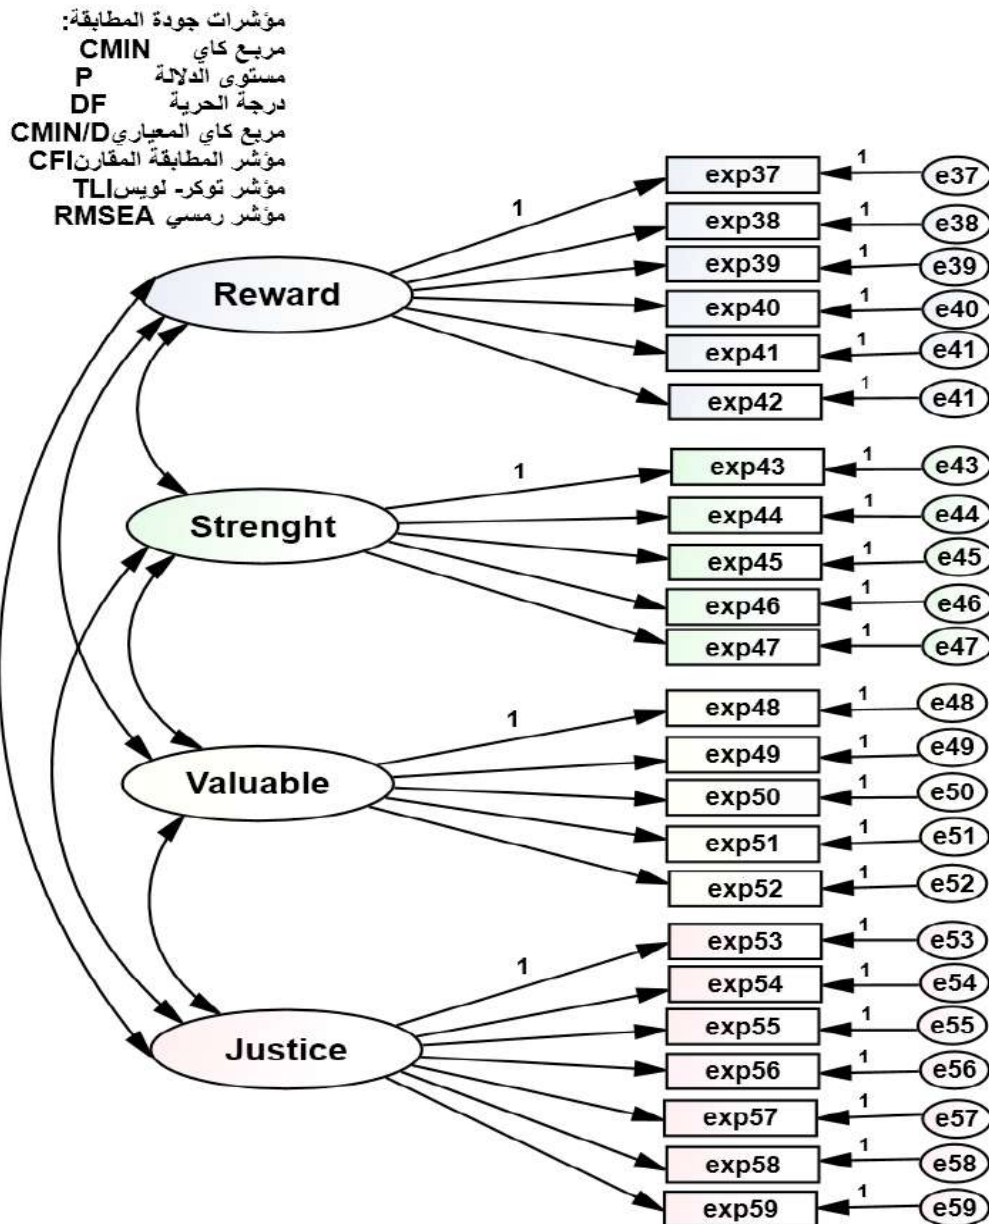 مؤشرات جودة المطابقة:
مربع كاي CMIN
مستوى الدلالة P
درجة الحرية DF
مربع كاي المعياريCMIN/D
مؤشر المطابقة المقارنCFI
مؤشر توكر- لويسTLI
مؤشر رمسي RMSEA
Reward
1
exp37
1
e37
exp38
1
e38
exp39
1
e39
exp40
1
e40
exp41
1
e41
exp42
1
e41
Strenght
1
exp43
1
e43
exp44
1
e44
exp45
1
e45
exp46
1
e46
exp47
1
e47
Valuable
1
exp48
1
e48
exp49
1
e49
exp50
1
e50
exp51
1
e51
exp52
1
e52
Justice
1
exp53
1
e53
exp54
1
e54
exp55
1
e55
exp56
1
e56
exp57
1
e57
exp58
1
e58
exp59
1
e59